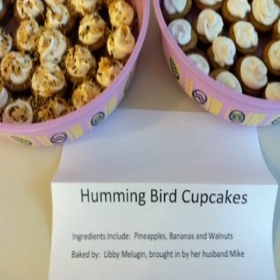 Humming Bird Cupcakes
Ingredients Include: Pineapples, Bananas and Walnuts
Baked by: Libby Melugin, brought in by her husband Mike